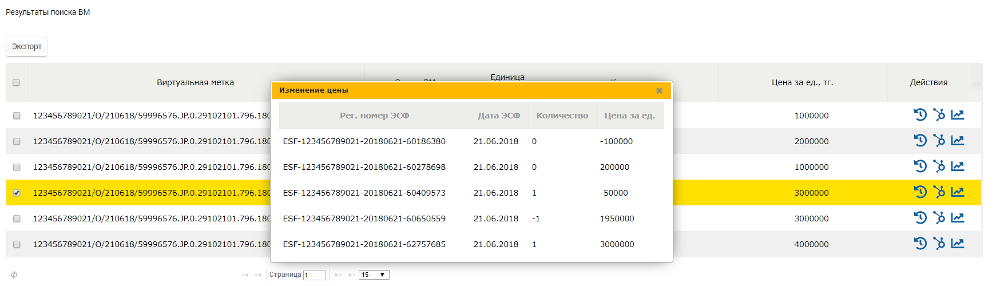 Результаты поиска ВМ
Экспорт
Виртуальная метка
Единица
Цена за ед., тг.
Действия
Изменение цены
Рег. номер ЭСФ Дата ЭСФ Количество Цена за ед.
123456789021/O/210618/59996576.JP.0.29102101.796.180
ESF-123456789021-20180621-60186380 21.06.2018 0 -100000
ESF-123456789021-20180621-60278698 21.06.2018 0 200000
ESF-123456789021-20180621-60409573 21.06.2018 1 -50000
ESF-123456789021-20180621-60650559 21.06.2018 -1 1950000
ESF-123456789021-20180621-62757685 21.06.2018 1 3000000
1000000
123456789021/O/210618/59996576.JP.0.29102101.796.180
2000000
123456789021/O/210618/59996576.JP.0.29102101.796.180
1000000
123456789021/O/210618/59996576.JP.0.29102101.796.180
3000000
123456789021/O/210618/59996576.JP.0.29102101.796.180
3000000
123456789021/O/210618/59996576.JP.0.29102101.796.180
4000000
Страница 1
15